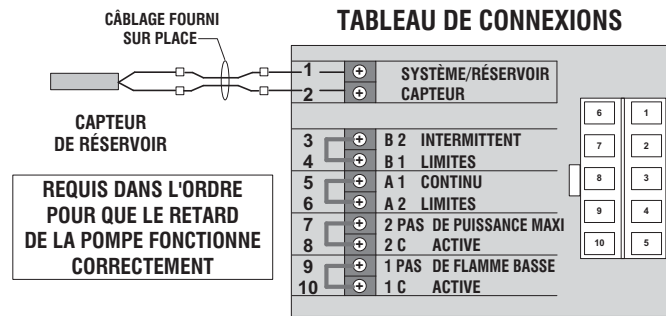 TABLEAU DE CONNEXIONS
CÂBLAGE FOURNI
SUR PLACE
CAPTEUR
DE RÉSERVOIR
REQUIS DANS L'ORDRE
POUR QUE LE RETARD
DE LA POMPE FONCTIONNE
CORRECTEMENT
1 SYSTÈME/RÉSERVOIR
2 CAPTEUR
3 B 2 INTERMITTENT
4 B 1 LIMITES
5 A 1 CONTINU
6 A 2 LIMITES
7 2 PAS DE PUISSANCE MAXI
8 2 C ACTIVE
9 1 PAS DE FLAMME BASSE
10 1 C ACTIVE
6 1
7 2
8 3
9 4
10 5